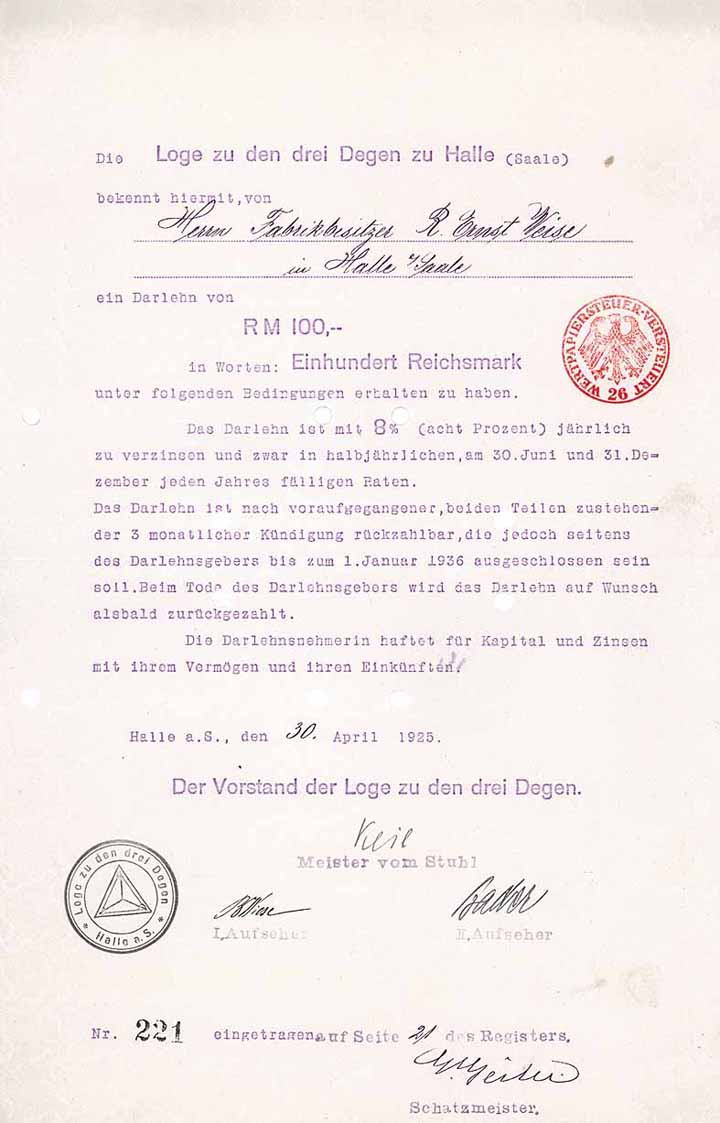 Die Loge zu den drei Degen zu Halle (Saale)
bekennt hiermit, von
Herrn Fabrikbesitzer R. Ernst Weise
in Halle a/Saale
ein Darlehn von
RM 100,--
in Worten: Einhundert Reichsmark
unter folgenden Bedingungen erhalten zu haben.
WERTPAPIERSTEUER-VERSTEUERT
26
Das Darlehn ist mit 8% (acht Prozent) jährlich
zu verzinsen und zwar in halbjährlichen, am 30.Juni und 31.De=
zember jeden Jahres fälligen Raten.
Das Darlehn ist nach voraufgegangener, beiden Teilen zustehen=
der 3 monatlicher Kündigung rückzahlbar, die jedoch seitens
des Darlehnsgebers bis zum 1.Januar 1936 ausgeschlossen sein
soll.Beim Tode des Darlehnsgebers wird das Darlehn auf Wunsch
alsbald zurückgezahlt.
Die Darlehnsnehmerin haftet für Kapital und Zinsen
mit ihrem Vermögen und ihren Einkünften.
Halle a.S., den 30. April 1925.
Der Vorstand der Loge zu den drei Degen.
Keil
Meister vom Stuhl
Loge zu den drei Degen
* Halle a.S. *
I.Aufseher II.Aufseher
Nr. 221 eingetragen auf Seite 21 des Registers.
Schatzmeister.